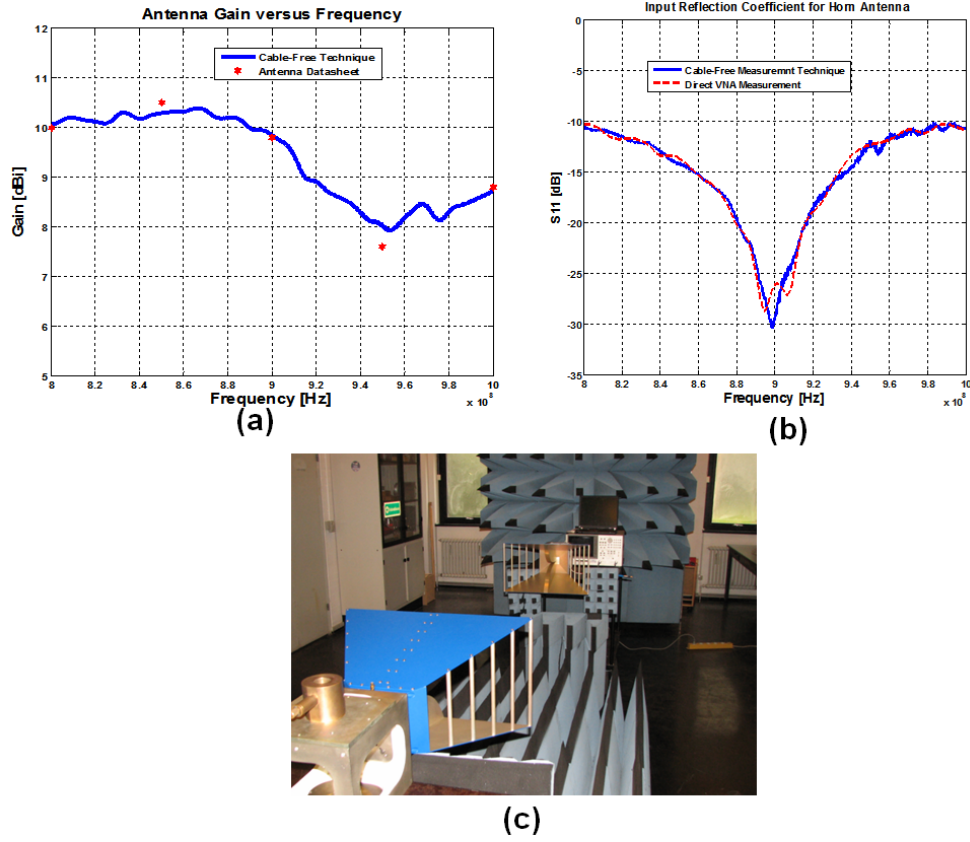 Antenna Gain versus Frequency
12
11
10
9
8
7
6
5
Gain [dBi]
Cable-Free Technique
Antenna Datasheet
8 8.2 8.4 8.6 8.8 9 9.2 9.4 9.6 9.8 10
Frequency [Hz]
x 10⁸
(a)
Input Reflection Coefficient for Horn Antenna
0
-5
-10
-15
-20
-25
-30
-35
S11 [dB]
Cable-Free Measuremnt Technique
Direct VNA Measurement
8 8.2 8.4 8.6 8.8 9 9.2 9.4 9.6 9.8 10
Frequency [Hz]
x 10⁸
(b)
(c)